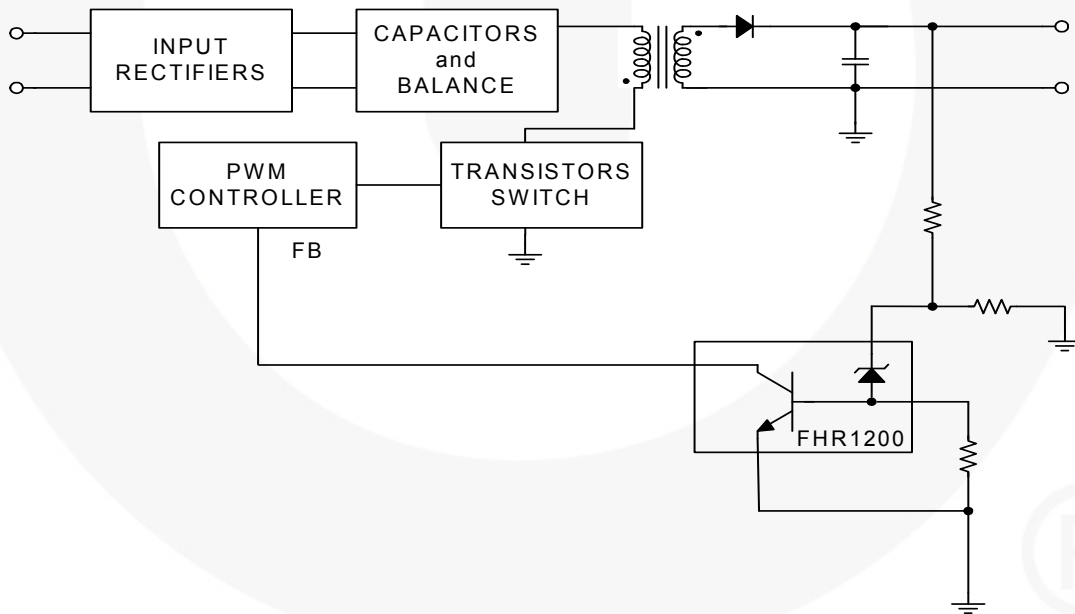 INPUT
RECTIFIERS
CAPACITORS
and
BALANCE
PWM
CONTROLLER
TRANSISTORS
SWITCH
FB
FHR1200